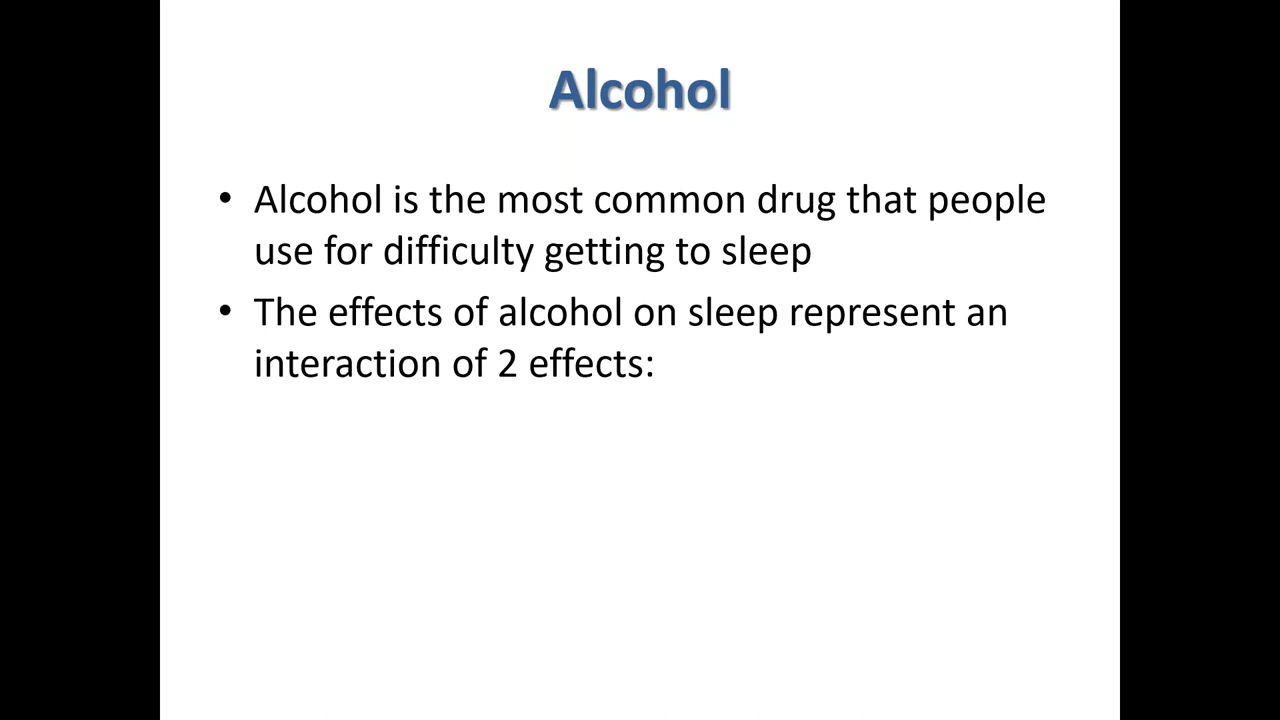 Alcohol
• Alcohol is the most common drug that people
use for difficulty getting to sleep
• The effects of alcohol on sleep represent an
interaction of 2 effects: